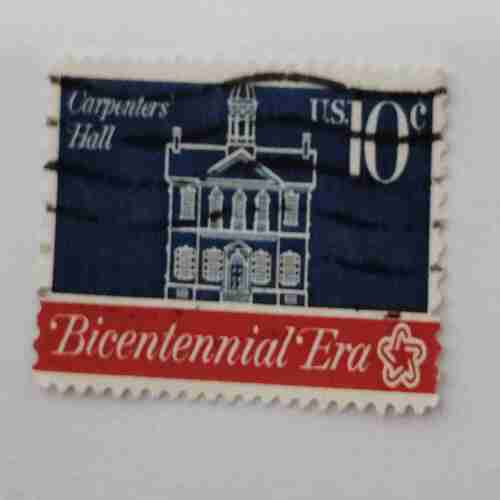 Carpenters'
Hall
U.S. 10c
Bicentennial Era